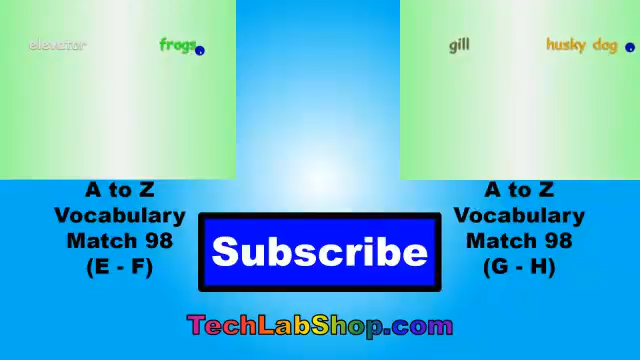 elevator frogs
gill husky dog
A to Z
Vocabulary
Match 98
(E - F)
A to Z
Vocabulary
Match 98
(G - H)
Subscribe
TechLabShop.com